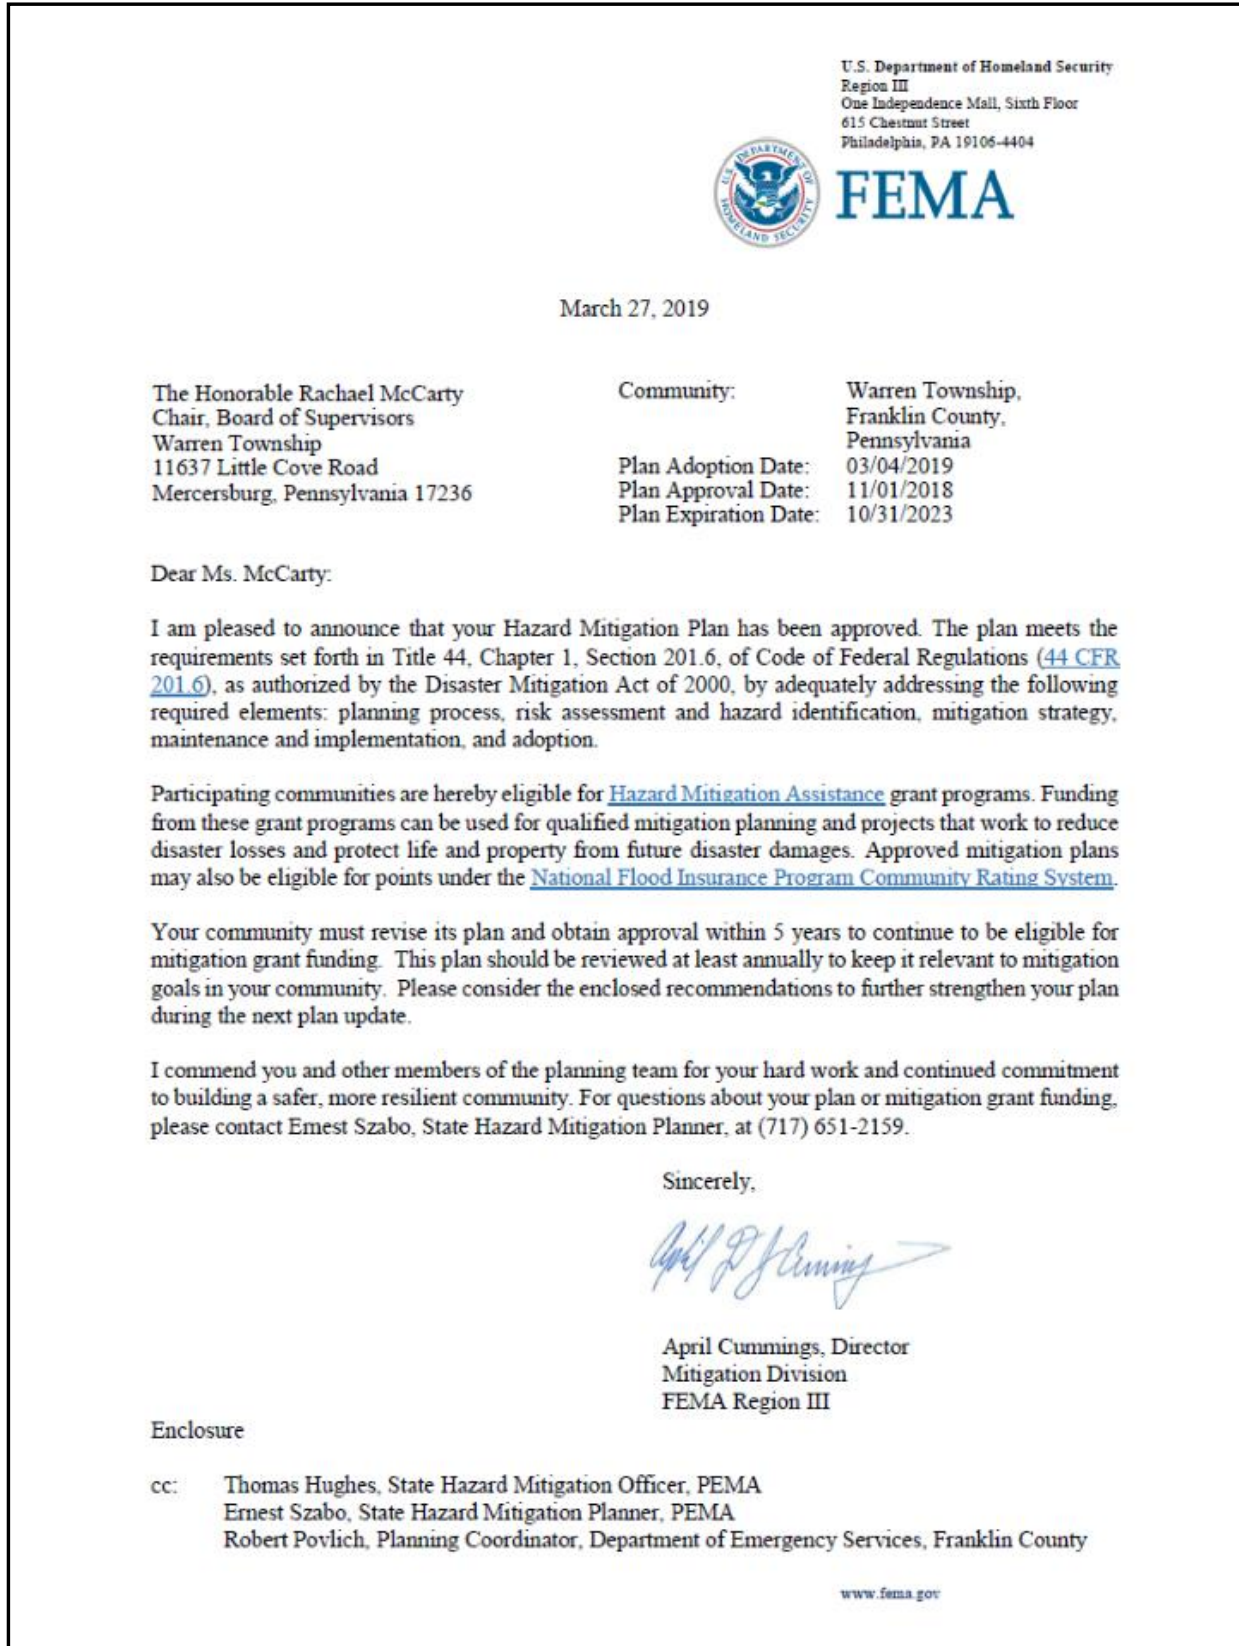 U.S. Department of Homeland Security
Region III
One Independence Mall, Sixth Floor
615 Chestnut Street
Philadelphia, PA 19106-4404
U.S. DEPARTMENT OF
HOMELAND SECURITY
FEMA
March 27, 2019
The Honorable Rachael McCarty
Chair, Board of Supervisors
Warren Township
11637 Little Cove Road
Mercersburg, Pennsylvania 17236
Community: Warren Township,
Franklin County,
Pennsylvania
Plan Adoption Date: 03/04/2019
Plan Approval Date: 11/01/2018
Plan Expiration Date: 10/31/2023
Dear Ms. McCarty:
I am pleased to announce that your Hazard Mitigation Plan has been approved. The plan meets the
requirements set forth in Title 44, Chapter 1, Section 201.6, of Code of Federal Regulations (44 CFR
201.6), as authorized by the Disaster Mitigation Act of 2000, by adequately addressing the following
required elements: planning process, risk assessment and hazard identification, mitigation strategy,
maintenance and implementation, and adoption.
Participating communities are hereby eligible for Hazard Mitigation Assistance grant programs. Funding
from these grant programs can be used for qualified mitigation planning and projects that work to reduce
disaster losses and protect life and property from future disaster damages. Approved mitigation plans
may also be eligible for points under the National Flood Insurance Program Community Rating System.
Your community must revise its plan and obtain approval within 5 years to continue to be eligible for
mitigation grant funding. This plan should be reviewed at least annually to keep it relevant to mitigation
goals in your community. Please consider the enclosed recommendations to further strengthen your plan
during the next plan update.
I commend you and other members of the planning team for your hard work and continued commitment
to building a safer, more resilient community. For questions about your plan or mitigation grant funding,
please contact Ernest Szabo, State Hazard Mitigation Planner, at (717) 651-2159.
Sincerely,
April Cummings, Director
Mitigation Division
FEMA Region III
Enclosure
cc: Thomas Hughes, State Hazard Mitigation Officer, PEMA
Ernest Szabo, State Hazard Mitigation Planner, PEMA
Robert Povlich, Planning Coordinator, Department of Emergency Services, Franklin County
www.fema.gov